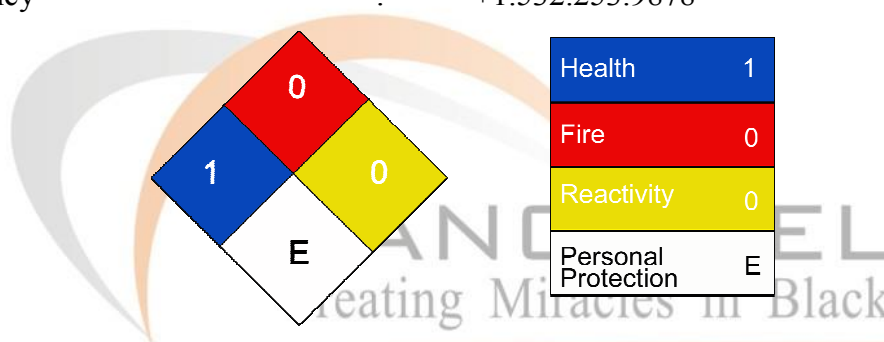 :
0
1
0
E
Health 1
Fire 0
Reactivity 0
Personal
Protection E
reating Miracles in Black